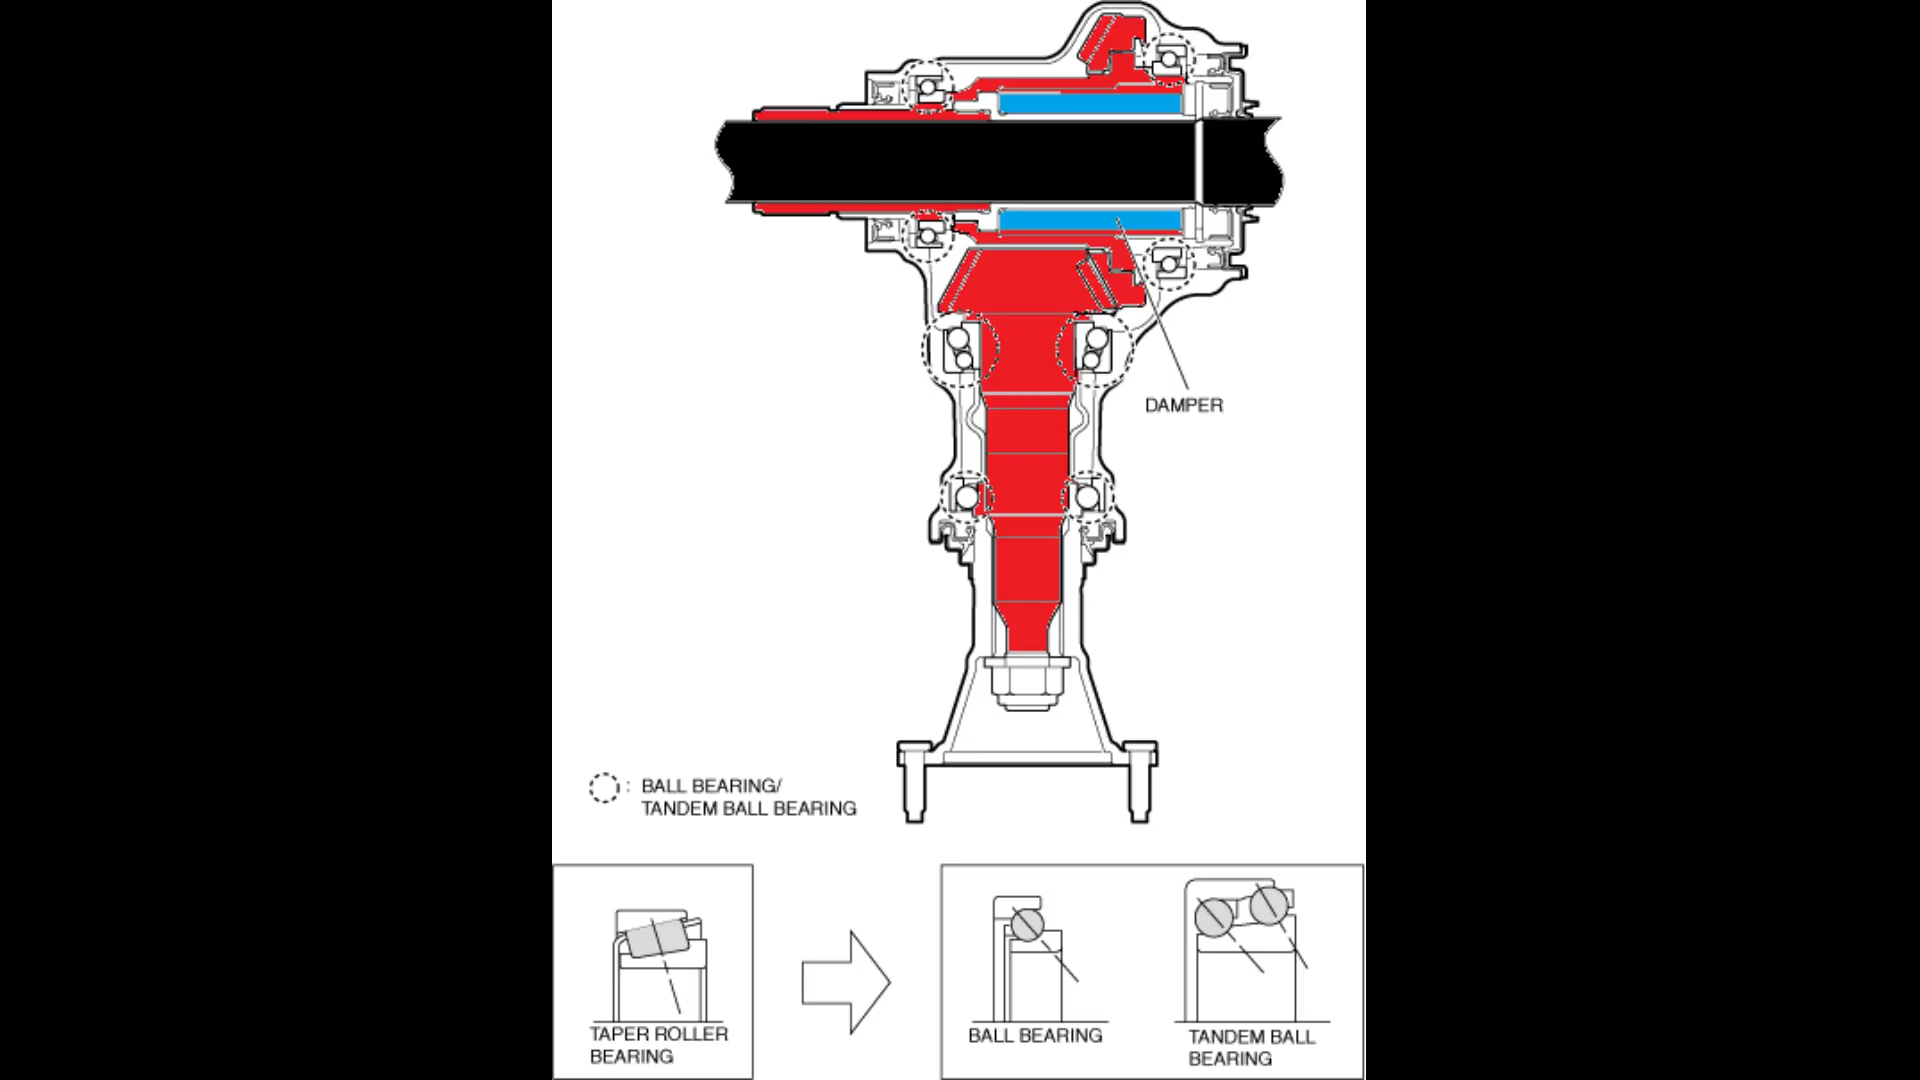 DAMPER
: BALL BEARING/
TANDEM BALL BEARING
TAPER ROLLER
BEARING
BALL BEARING
TANDEM BALL
BEARING